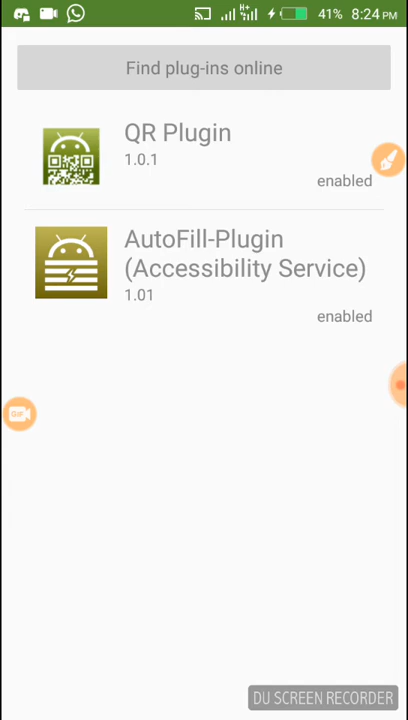 H+
41% 8:24 PM
Find plug-ins online
QR Plugin
1.0.1
enabled
AutoFill-Plugin
(Accessibility Service)
1.01
enabled
GIF
DU SCREEN RECORDER